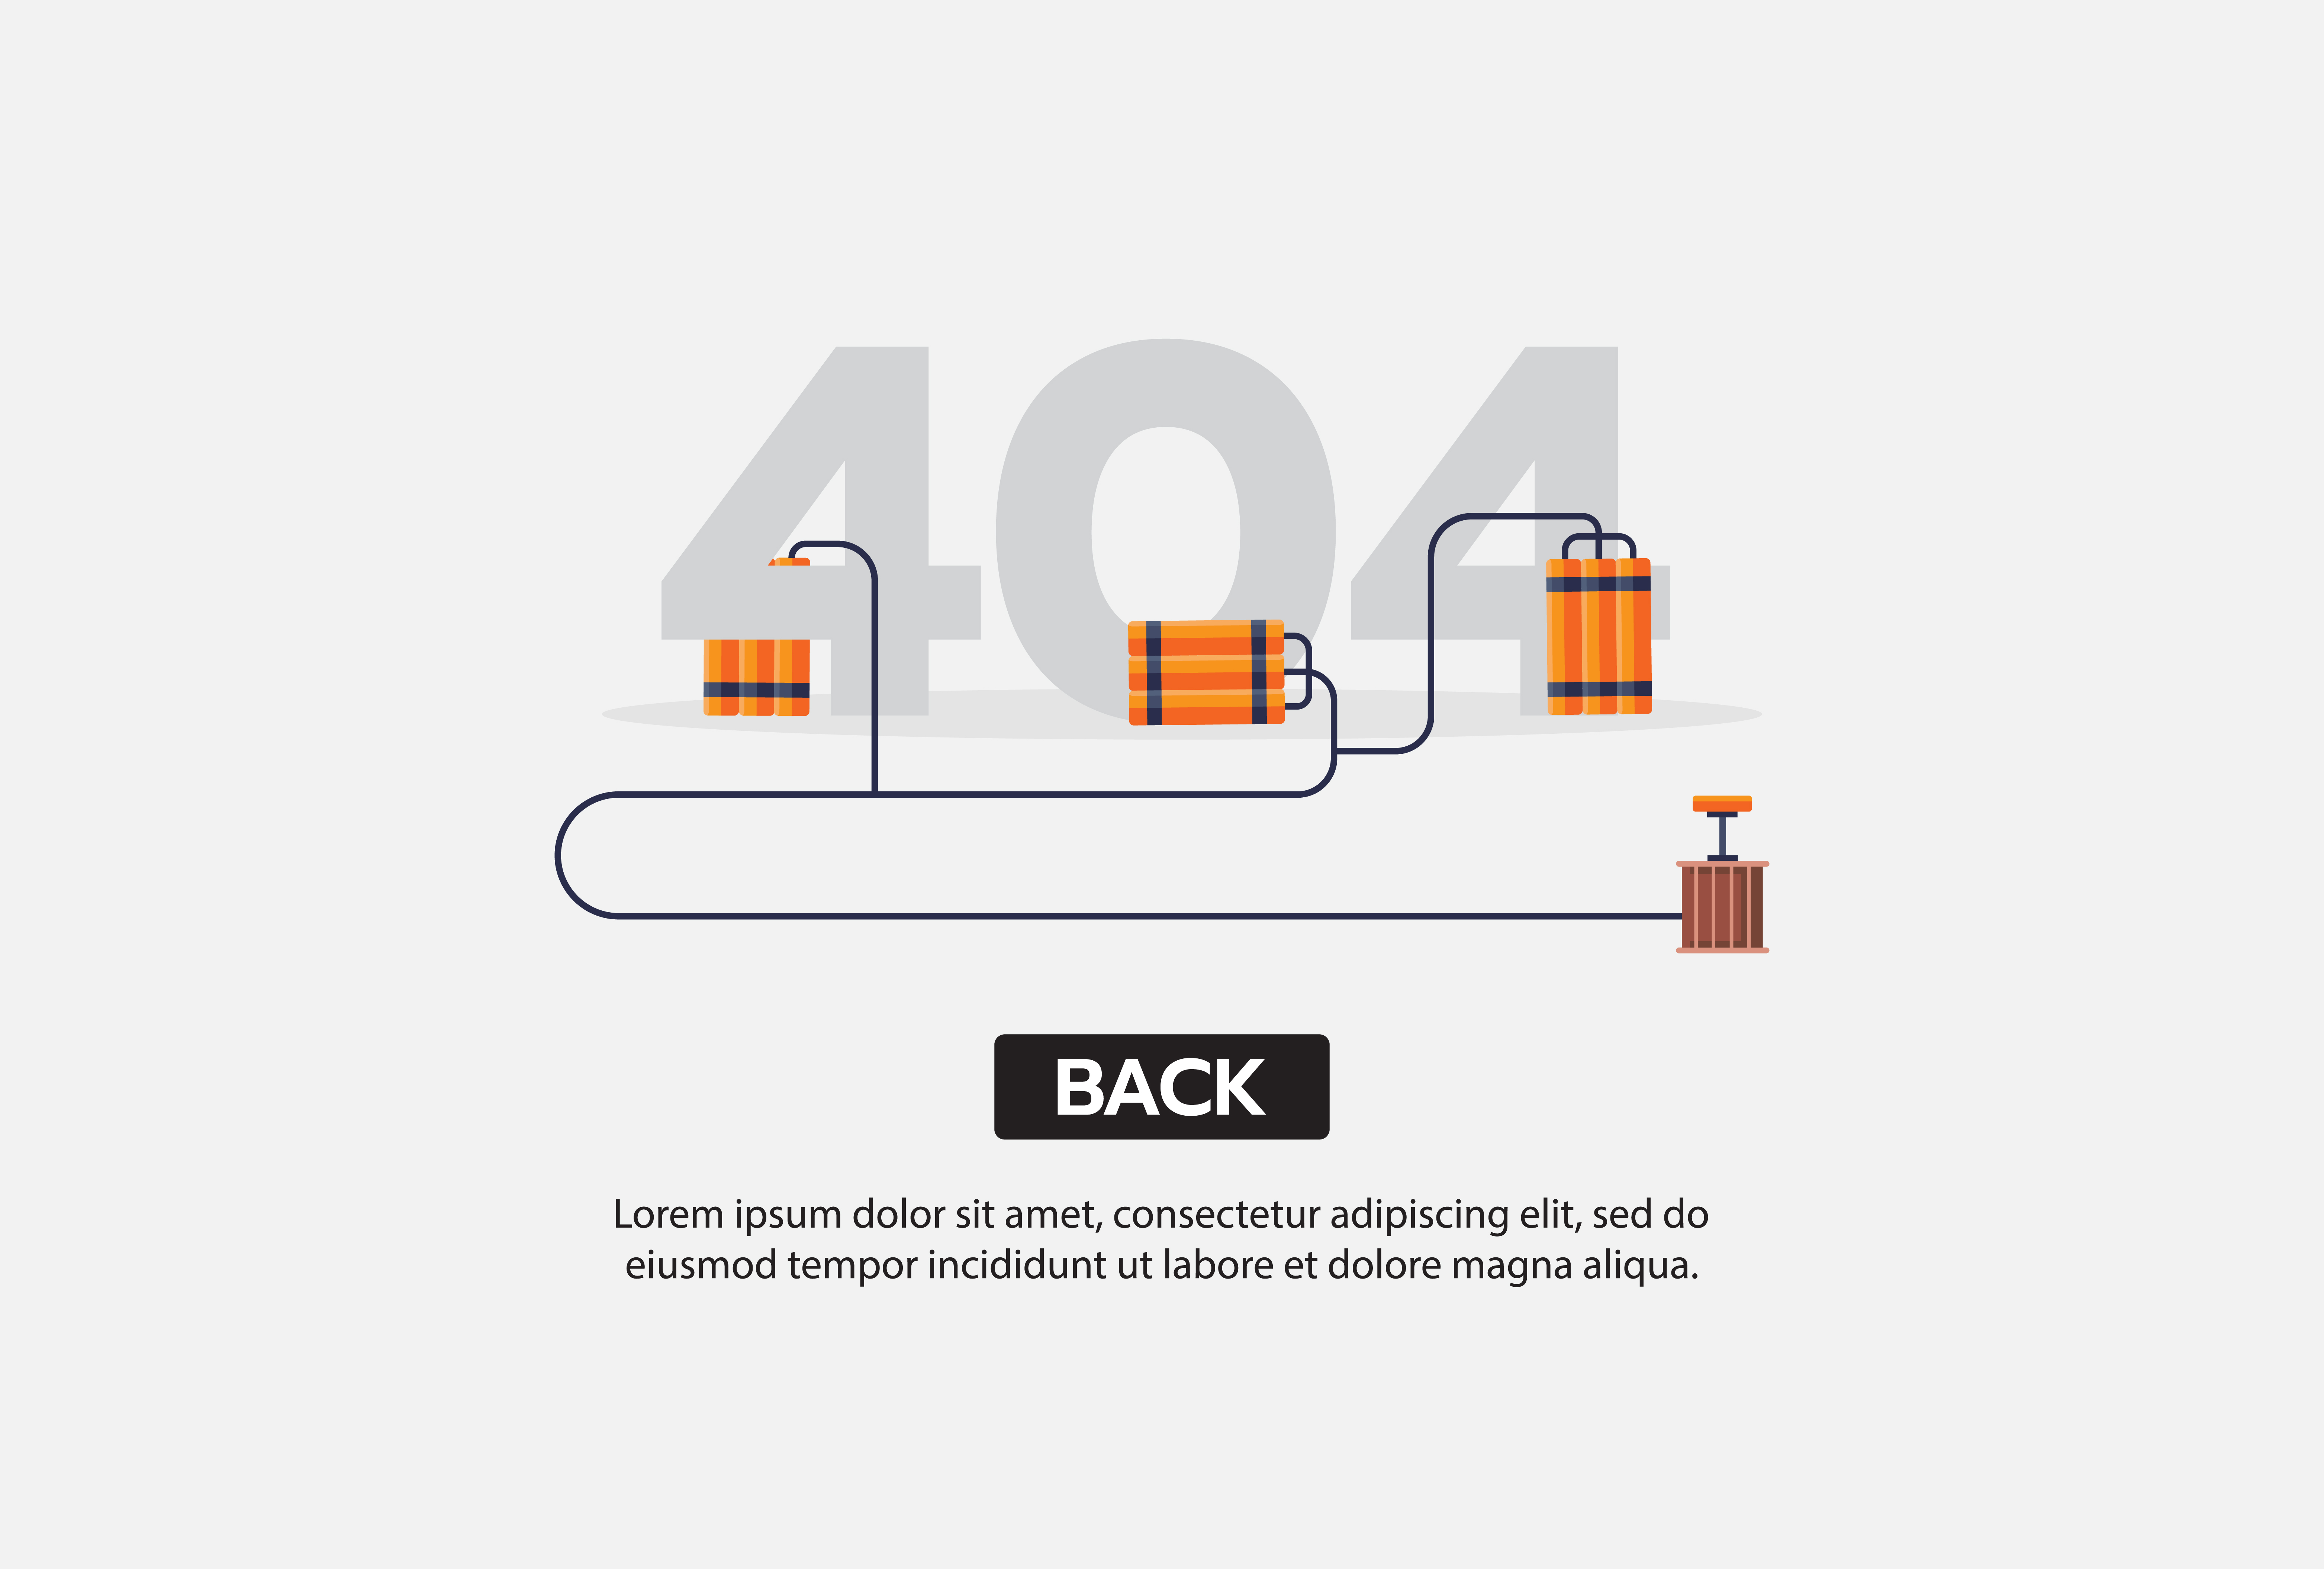 404
BACK
Lorem ipsum dolor sit amet, consectetur adipiscing elit, sed do
eiusmod tempor incididunt ut labore et dolore magna aliqua.